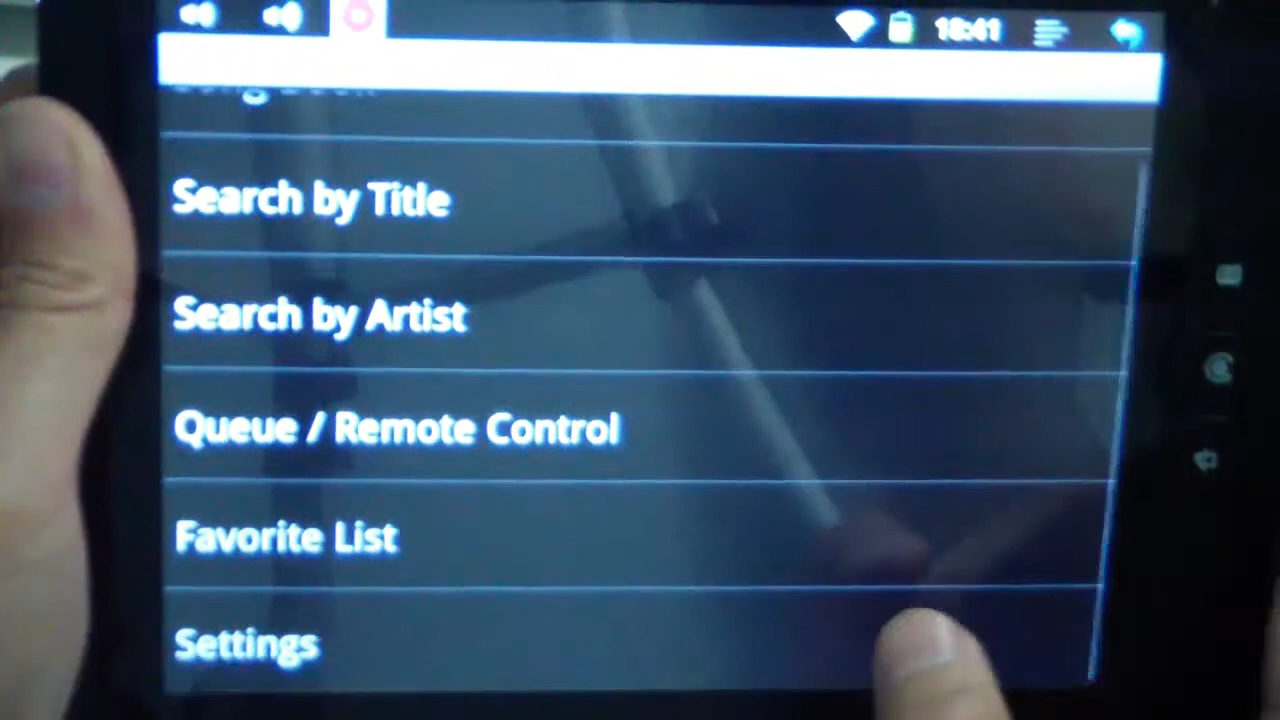 18:41
Search by Title
Search by Artist
Queue / Remote Control
Favorite List
Settings